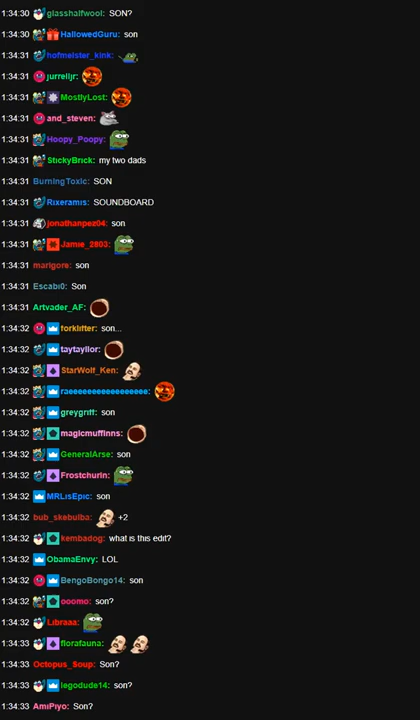 1:34:30 glasshalfwool: SON?
1:34:30 HallowedGuru: son
1:34:31 hofmeister_kink:
1:34:31 jurrelljr:
1:34:31 MostlyLost:
1:34:31 and_steven:
1:34:31 Hoopy_Poopy:
1:34:31 StickyBrick: my two dads
1:34:31 BurningToxic: SON
1:34:31 Rixeramis: SOUNDBOARD
1:34:31 jonathanpez04: son
1:34:31 Jamie_2803:
1:34:31 marlgore: son
1:34:31 Escabi0: Son
1:34:31 Artvader_AF:
1:34:32 forklifter: son...
1:34:32 taytayllor:
1:34:32 StarWolf_Ken:
1:34:32 raeeeeeeeeeeeeeeeee:
1:34:32 greygriff: son
1:34:32 magicmuffinns:
1:34:32 GeneralArse: son
1:34:32 Frostchurin:
1:34:32 MRLisEpic: son
1:34:32 bub_skebulba: +2
1:34:32 kembadog: what is this edit?
1:34:32 ObamaEnvy: LOL
1:34:32 BengoBongo14: son
1:34:32 ooomo: son?
1:34:32 Libraaa:
1:34:33 florafauna:
1:34:33 Octopus_Soup: Son?
1:34:33 legodude14: son?
1:34:33 AmiPiyo: Son?